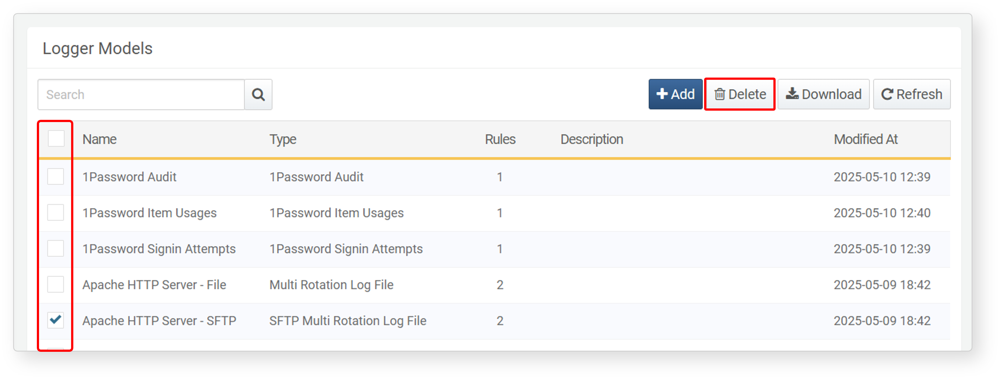 Logger Models
Search
Add Delete Download Refresh
Name Type Rules Description Modified At
1Password Audit 1Password Audit 1 2025-05-10 12:39
1Password Item Usages 1Password Item Usages 1 2025-05-10 12:40
1Password Signin Attempts 1Password Signin Attempts 1 2025-05-10 12:39
Apache HTTP Server - File Multi Rotation Log File 2 2025-05-09 18:42
Apache HTTP Server - SFTP SFTP Multi Rotation Log File 2 2025-05-09 18:42